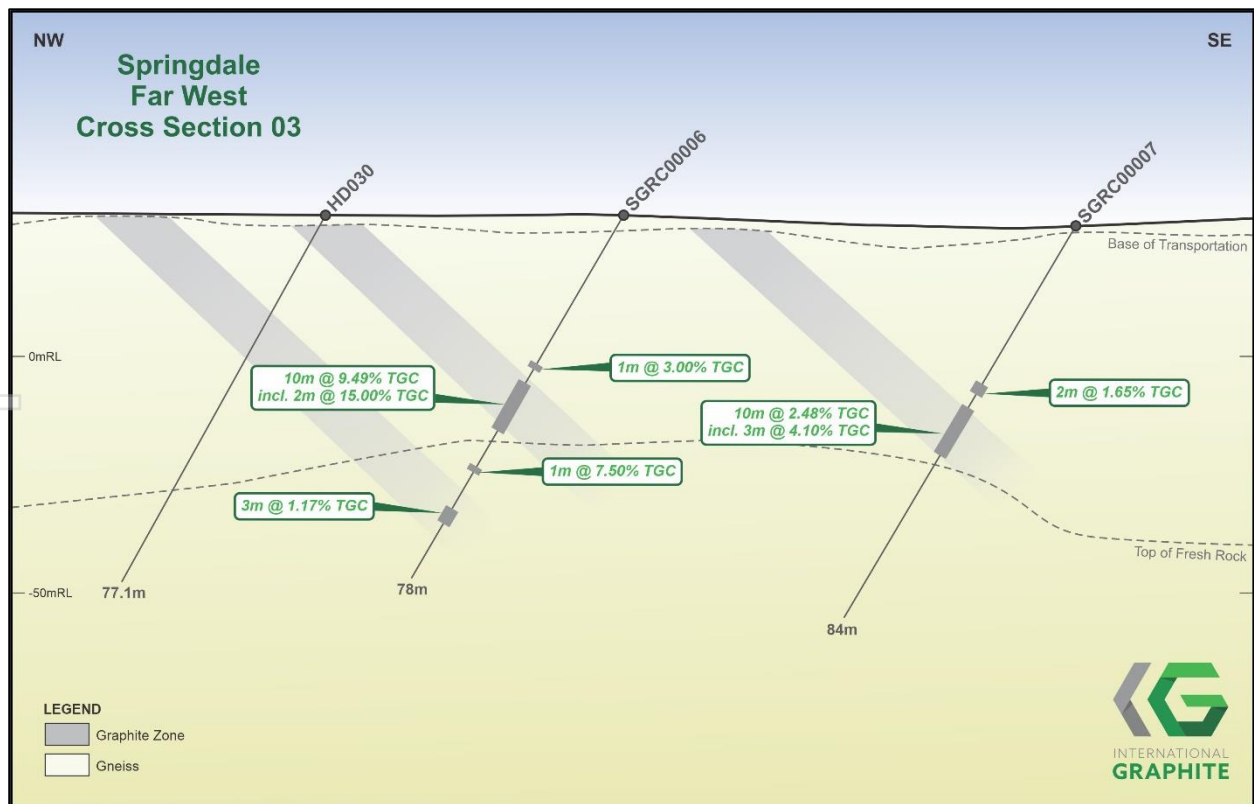 NW
SE
Springdale
Far West
Cross Section 03
HD030
SGRC00006
SGRC00007
Base of Transportation
0mRL
1m @ 3.00% TGC
10m @ 9.49% TGC
incl. 2m @ 15.00% TGC
2m @ 1.65% TGC
10m @ 2.48% TGC
incl. 3m @ 4.10% TGC
1m @ 7.50% TGC
3m @ 1.17% TGC
Top of Fresh Rock
-50mRL
77.1m
78m
84m
LEGEND
Graphite Zone
Gneiss
INTERNATIONAL
GRAPHITE